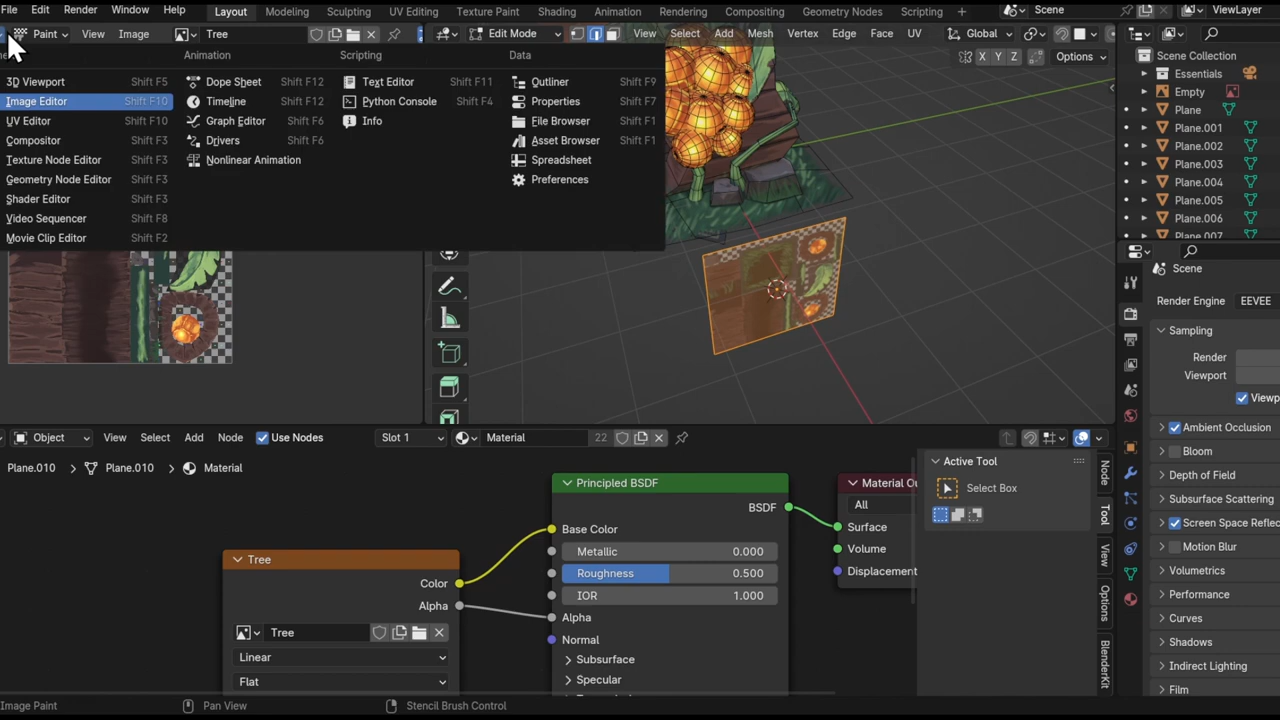 File Edit Render Window Help Layout Modeling Sculpting UV Editing Texture Paint Shading Animation Rendering Compositing Geometry Nodes Scripting Scene ViewLayer
Paint View Image Tree Edit Mode View Select Add Mesh Vertex Edge Face UV Global
Animation Scripting Data X Y Z Options Scene Collection
3D Viewport Shift F5 Dope Sheet Shift F12 Text Editor Shift F11 Outliner Shift F9 Essentials
Image Editor Shift F10 Timeline Shift F12 Python Console Shift F4 Properties Shift F7 Empty
UV Editor Shift F10 Graph Editor Shift F6 Info File Browser Shift F1 Plane
Compositor Shift F3 Drivers Shift F6 Asset Browser Shift F1 Plane.001
Texture Node Editor Shift F3 Nonlinear Animation Spreadsheet Plane.002
Geometry Node Editor Shift F3 Preferences Plane.003
Shader Editor Shift F3 Plane.004
Video Sequencer Shift F8 Plane.005
Movie Clip Editor Shift F2 Plane.006
Plane.007
Scene
Render Engine EEVEE
Sampling
Render
Viewport
Viewp
Ambient Occlusion
Bloom
Depth of Field
Subsurface Scattering
Screen Space Reflec
Motion Blur
Volumetrics
Performance
Curves
Shadows
Indirect Lighting
Film
Object View Select Add Node Use Nodes Slot 1 Material 22
Plane.010 Plane.010 Material
Active Tool
Select Box
Node
Tool
View
Options
BlenderKit
Principled BSDF
BSDF
Base Color
Metallic 0.000
Roughness 0.500
IOR 1.000
Alpha
Normal
Subsurface
Specular
Material Ou
All
Surface
Volume
Displacement
Tree
Color
Alpha
Tree
Linear
Flat
Image Paint Pan View Stencil Brush Control